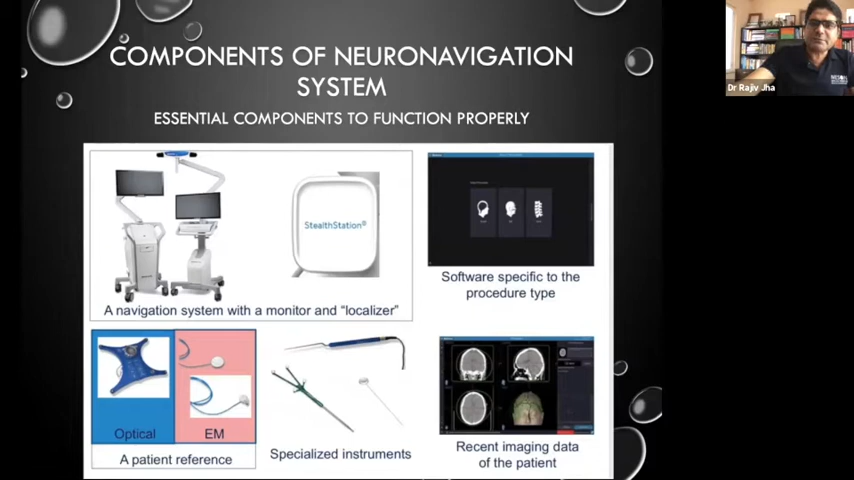 COMPONENTS OF NEURONAVIGATION
SYSTEM
ESSENTIAL COMPONENTS TO FUNCTION PROPERLY
Dr Rajiv Jha
StealthStation®
A navigation system with a monitor and “localizer”
Software specific to the
procedure type
Optical
EM
A patient reference
Specialized instruments
Recent imaging data
of the patient